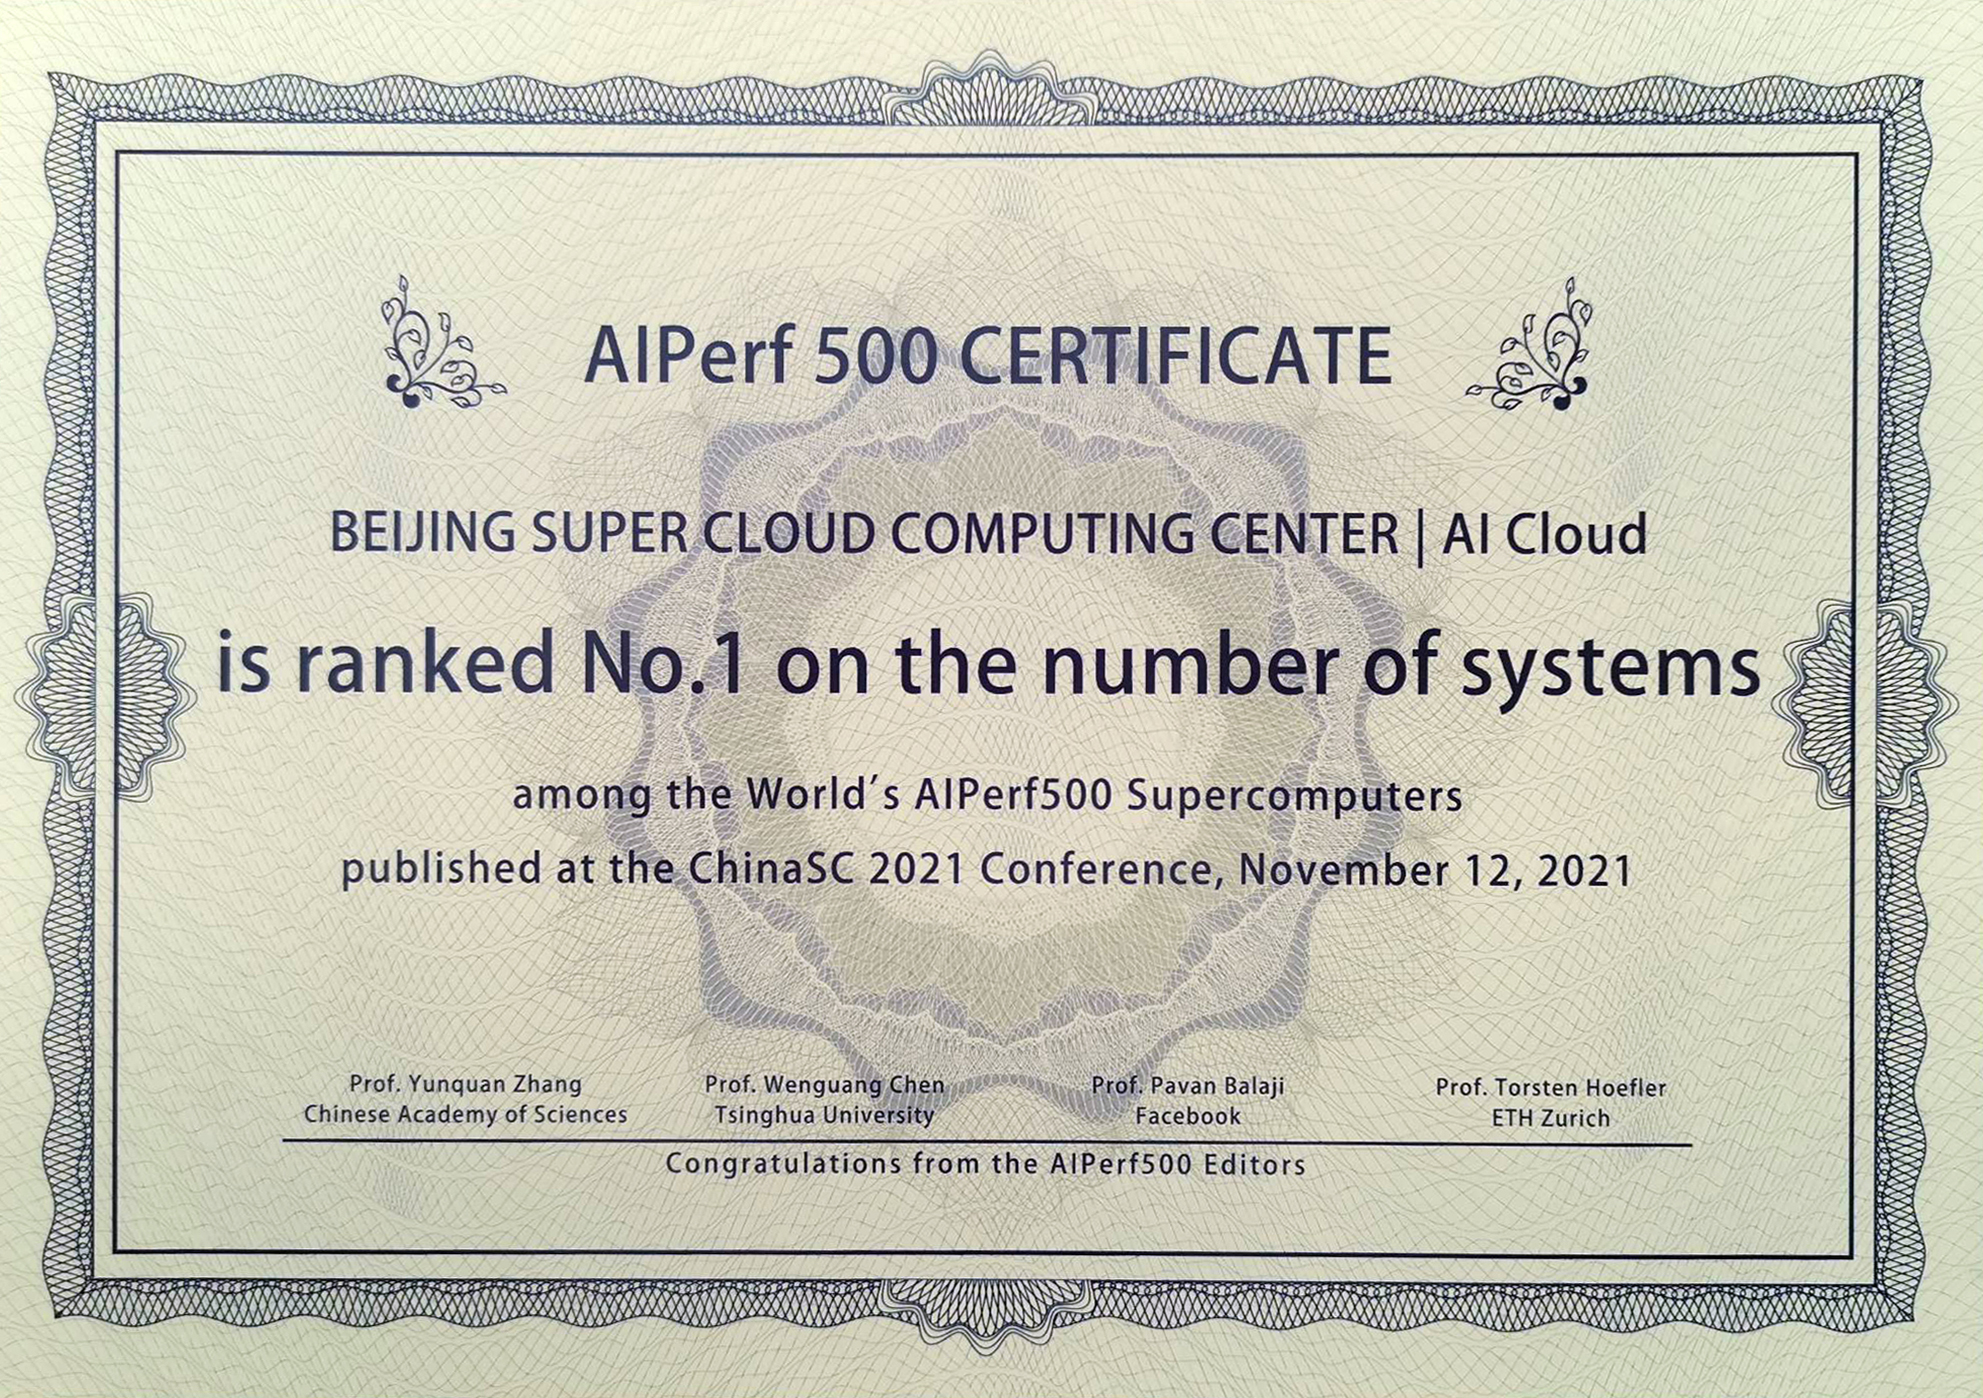 AIPerf 500 CERTIFICATE
BEIJING SUPER CLOUD COMPUTING CENTER | AI Cloud
is ranked No.1 on the number of systems
among the World´s AIPerf500 Supercomputers
published at the ChinaSC 2021 Conference, November 12, 2021
Prof. Yunquan Zhang
Chinese Academy of Sciences
Prof. Wenguang Chen
Tsinghua University
Prof. Pavan Balaji
Facebook
Prof. Torsten Hoefler
ETH Zurich
Congratulations from the AIPerf500 Editors